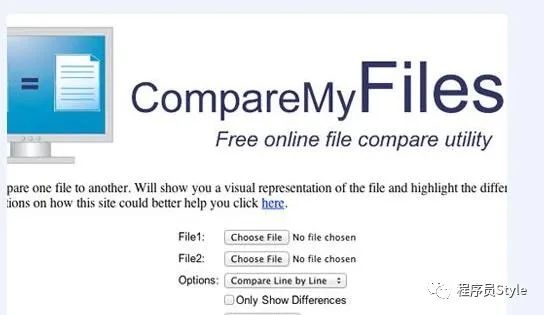 =
CompareMyFiles
Free online file compare utility
one file to another. Will show you a visual representation of the file and highlight the
on how this site could better help you click here.
File1: Choose File No file chosen
File2: Choose File No file chosen
Options: Compare Line by Line
Only Show Differences
程序员Style